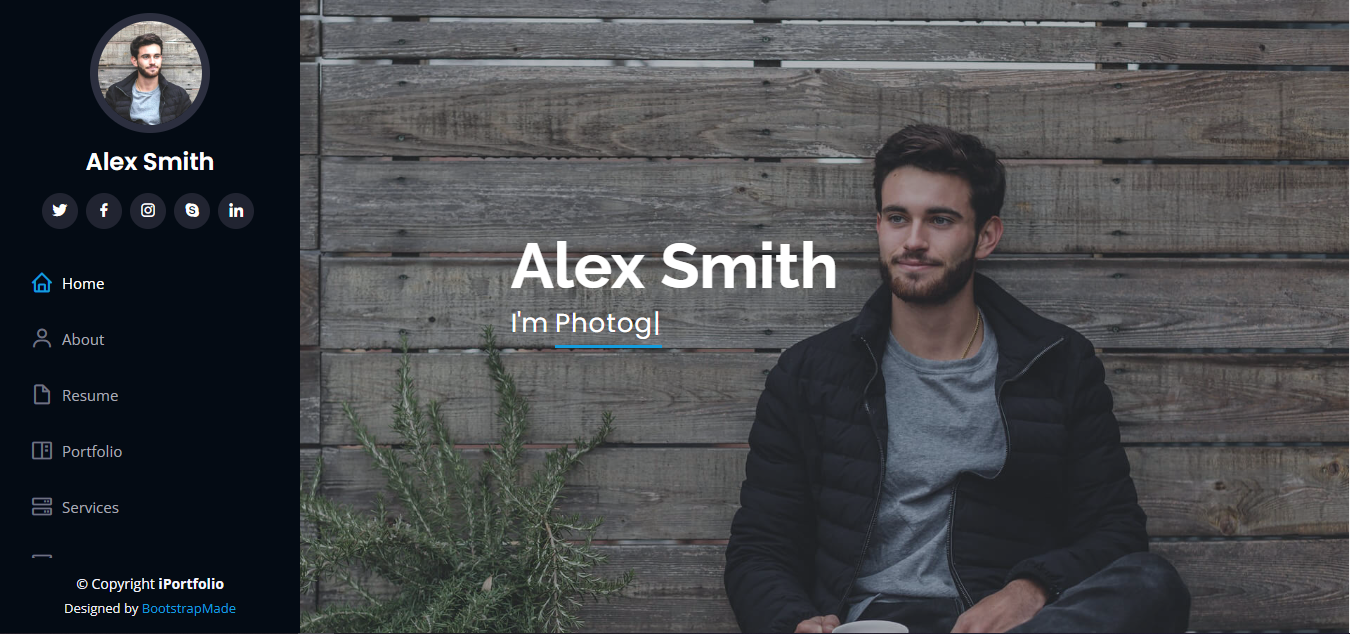 Alex Smith
Home
About
Resume
Portfolio
Services
© Copyright iPortfolio
Designed by BootstrapMade
Alex Smith
I'm Photog|